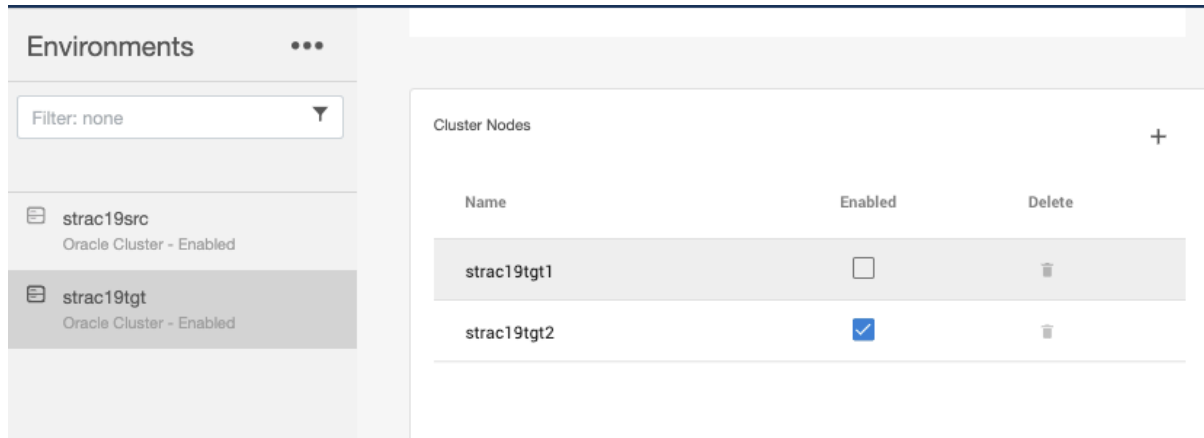 Environments
Filter: none
strac19src
Oracle Cluster - Enabled
strac19tgt
Oracle Cluster - Enabled
Cluster Nodes
Name Enabled Delete
strac19tgt1
strac19tgt2